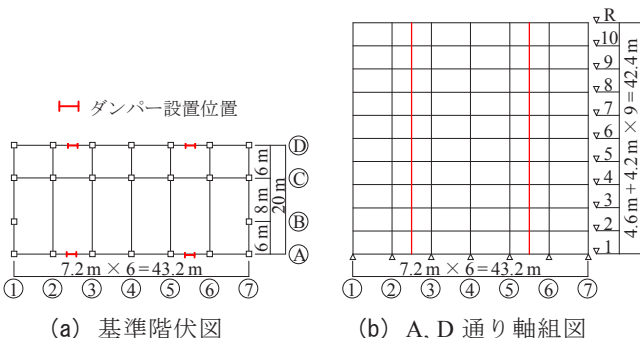 ダンパー設置位置
Ⓓ
Ⓒ
Ⓑ
Ⓐ
6 m
8 m
6 m
20 m
7.2 m × 6 = 43.2 m
① ② ③ ④ ⑤ ⑥ ⑦
(a) 基準階伏図
R
10
9
8
7
6
5
4
3
2
1
4.6 m + 4.2 m × 9 = 42.4 m
7.2 m × 6 = 43.2 m
① ② ③ ④ ⑤ ⑥ ⑦
(b) A, D 通り軸組図